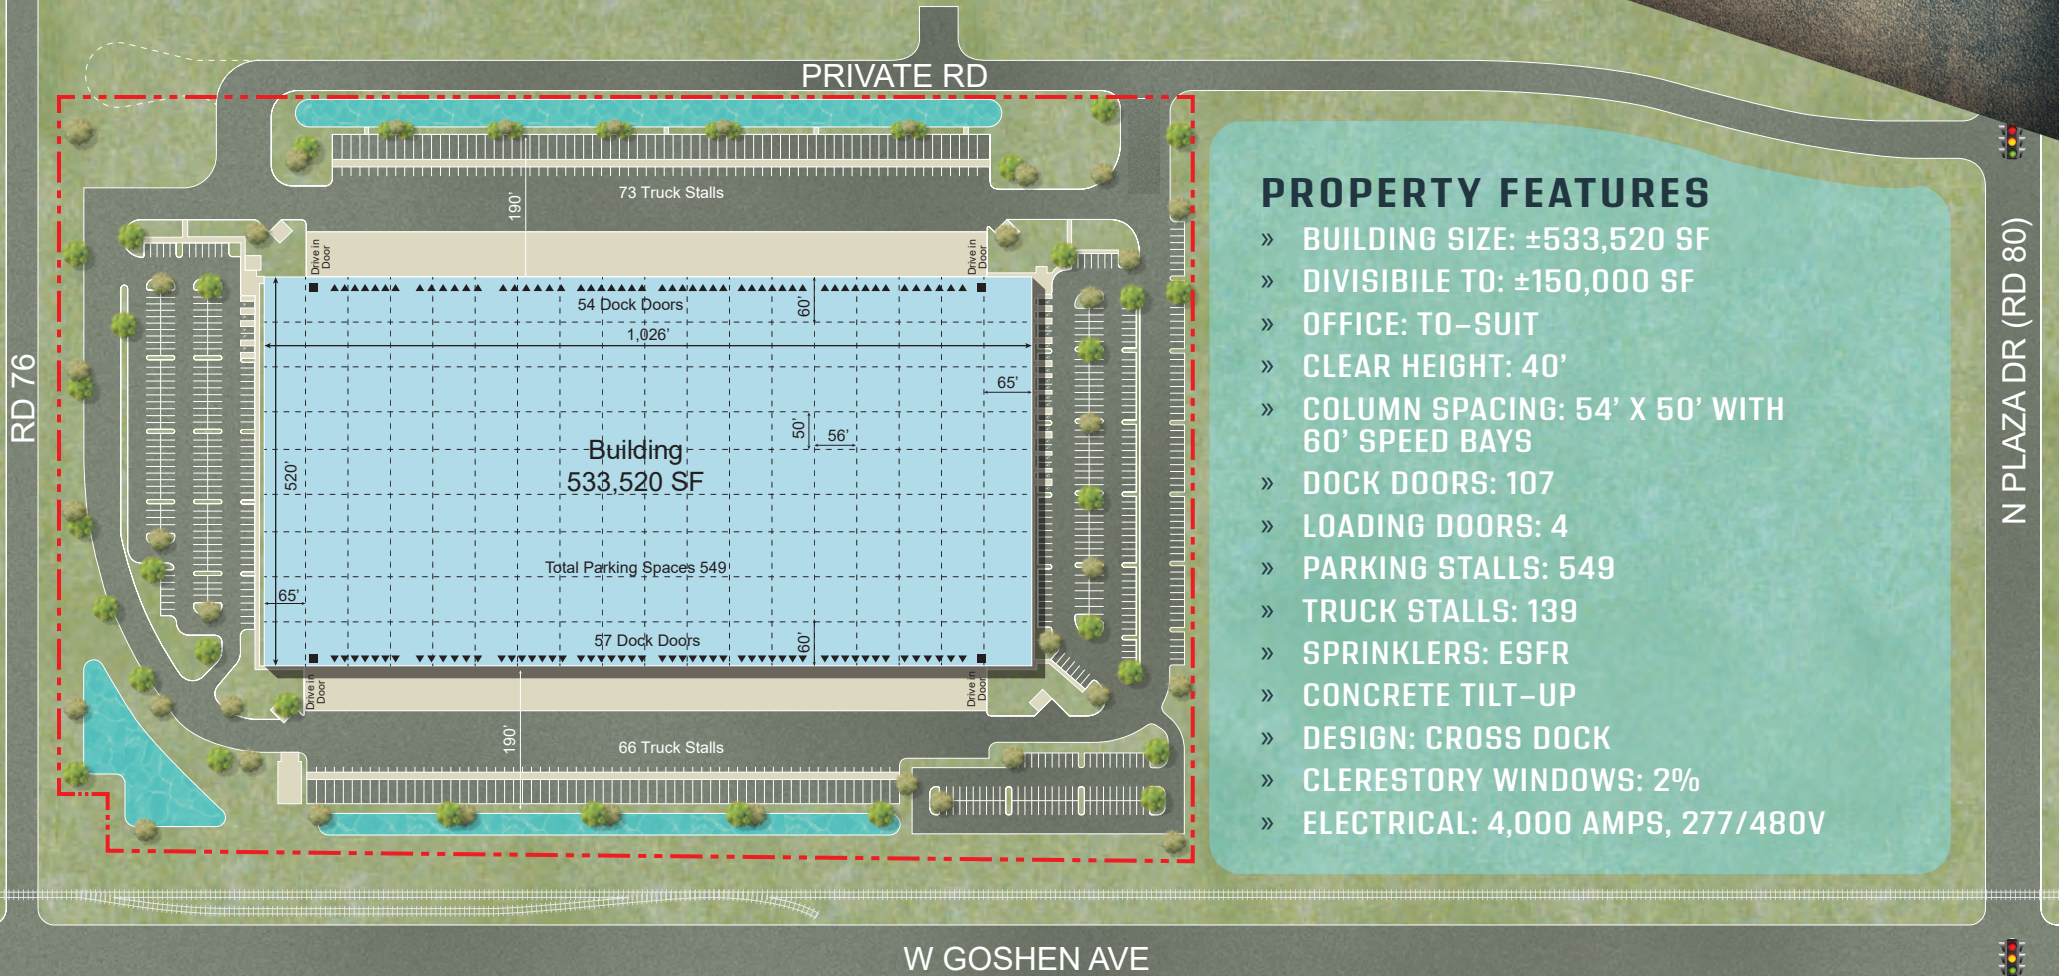 PRIVATE RD
73 Truck Stalls
190'
Drive in
Door
Drive in
Door
54 Dock Doors
60'
1,026'
65'
50'
56'
Building
533,520 SF
520'
Total Parking Spaces 549
65'
57 Dock Doors
60'
Drive in
Door
Drive in
Door
190'
66 Truck Stalls
RD 76
PROPERTY FEATURES
» BUILDING SIZE: ±533,520 SF
» DIVISIBILE TO: ±150,000 SF
» OFFICE: TO-SUIT
» CLEAR HEIGHT: 40'
» COLUMN SPACING: 54' X 50' WITH
60' SPEED BAYS
» DOCK DOORS: 107
» LOADING DOORS: 4
» PARKING STALLS: 549
» TRUCK STALLS: 139
» SPRINKLERS: ESFR
» CONCRETE TILT-UP
» DESIGN: CROSS DOCK
» CLERESTORY WINDOWS: 2%
» ELECTRICAL: 4,000 AMPS, 277/480V
N PLAZA DR (RD 80)
W GOSHEN AVE